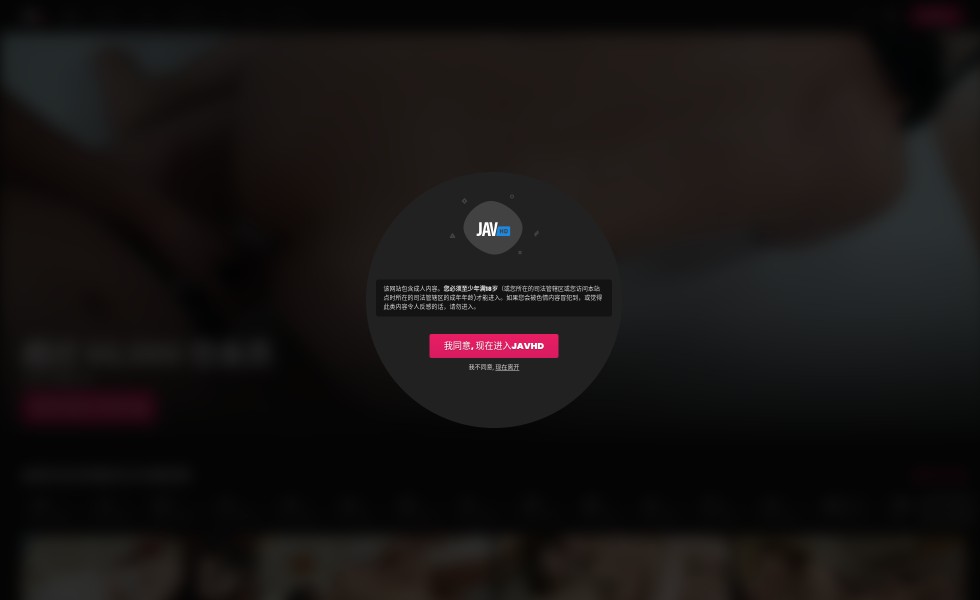 JAV HD
该网站包含成人内容。您必须至少年满18岁（或您所在的司法管辖区或您访问本站
点时所在的司法管辖区的成年年龄)才能进入。如果您会被色情内容冒犯到，或觉得
此类内容令人反感的话，请勿进入。
我同意, 现在进入JAVHD
我不同意, 现在离开